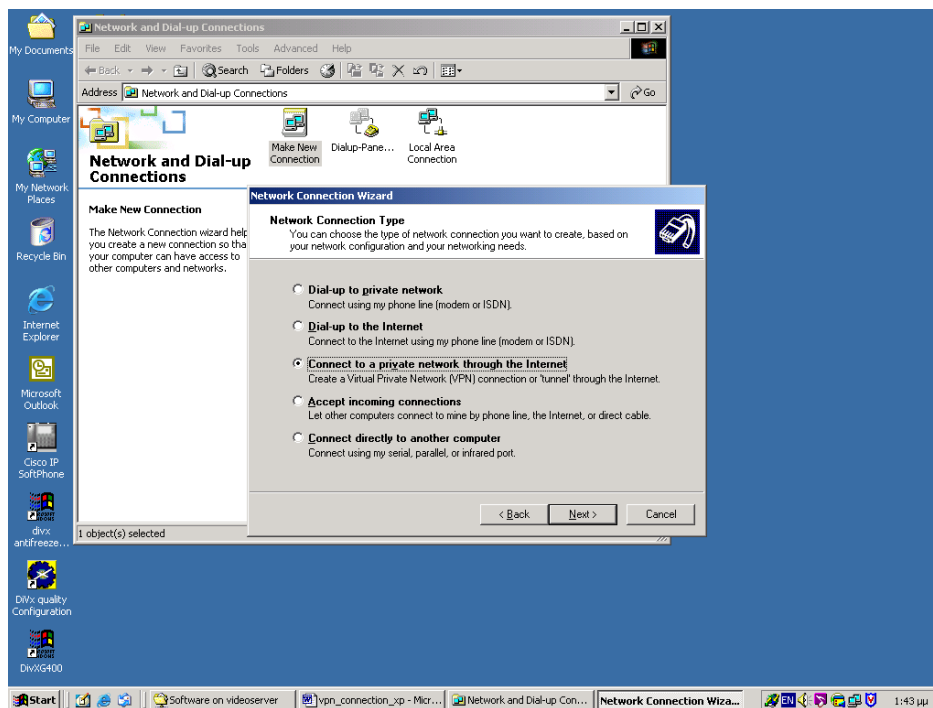 My Documents
My Computer
My Network
Places
Recycle Bin
Internet
Explorer
Microsoft
Outlook
Cisco IP
SoftPhone
divx
antifreeze...
DiVx quality
Configuration
DivXG400
Network and Dial-up Connections
File Edit View Favorites Tools Advanced Help
Back Search Folders
Address Network and Dial-up Connections Go
Network and Dial-up
Connections
Make New
Connection
Dialup-Pane...
Local Area
Connection
Make New Connection
The Network Connection wizard help
you create a new connection so tha
your computer can have access to
other computers and networks.
1 object(s) selected
Network Connection Wizard
Network Connection Type
You can choose the type of network connection you want to create, based on
your network configuration and your networking needs.
Dial-up to private network
Connect using my phone line (modem or ISDN).
Dial-up to the Internet
Connect to the Internet using my phone line (modem or ISDN).
Connect to a private network through the Internet
Create a Virtual Private Network (VPN) connection or 'tunnel' through the Internet.
Accept incoming connections
Let other computers connect to mine by phone line, the Internet, or direct cable.
Connect directly to another computer
Connect using my serial, parallel, or infrared port.
< Back Next > Cancel
Start Software on videoserver vpn_connection_xp - Micr... Network and Dial-up Con... Network Connection Wiza... EN 1:43 μμ